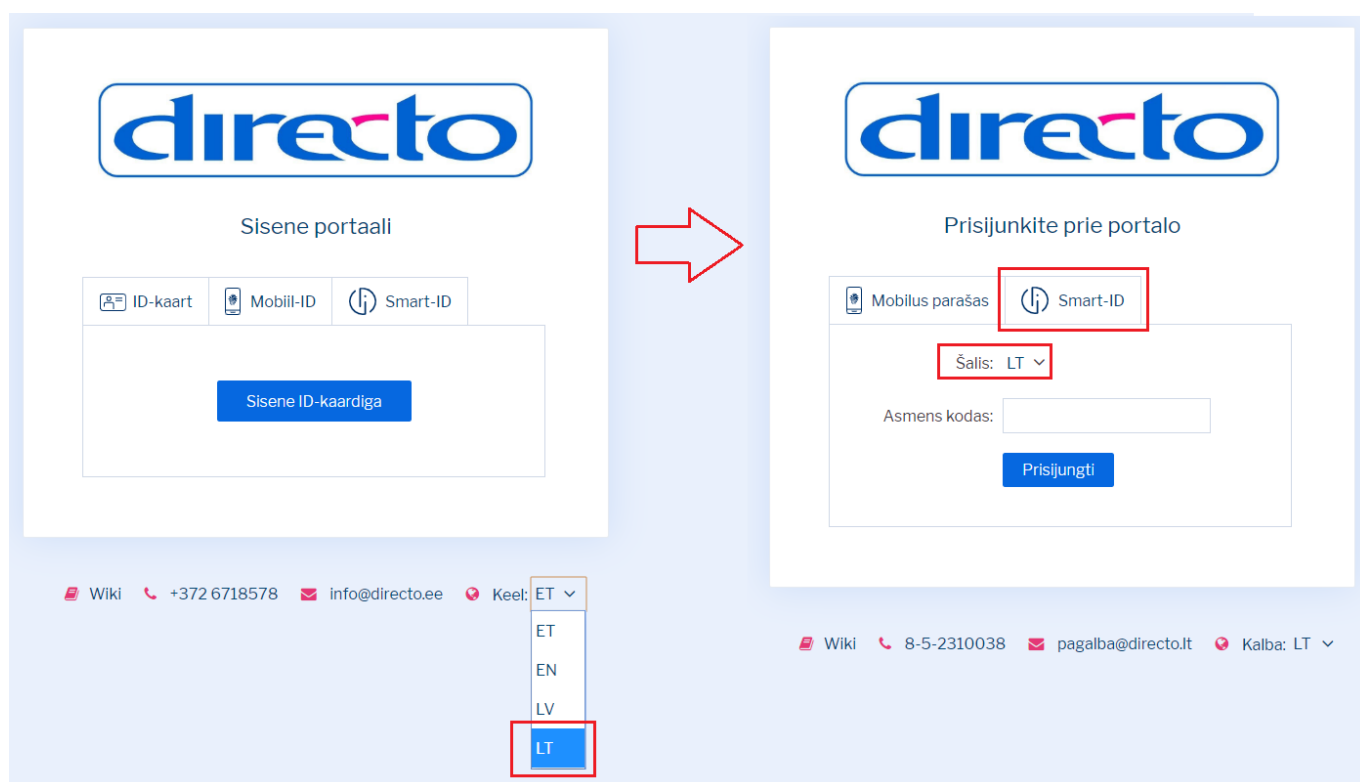 directo
Sisene portaali
ID-kaart Mobiil-ID Smart-ID
Sisene ID-kaardiga
Wiki +372 6718578 info@directo.ee Keel: ET
ET
EN
LV
LT
directo
Prisijunkite prie portalo
Mobilus parašas Smart-ID
Šalis: LT
Asmens kodas:
Prisijungti
Wiki 8-5-2310038 pagalba@directo.lt Kalba: LT